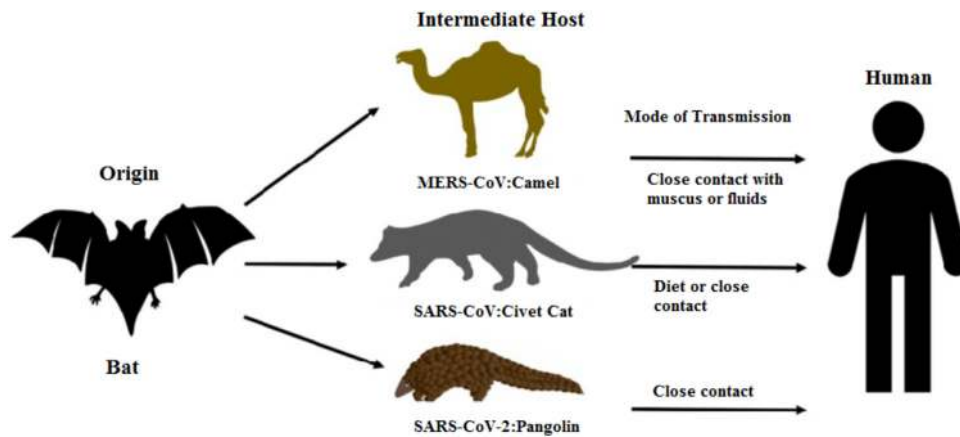 Intermediate Host
Human
Mode of Transmission
Origin
MERS-CoV:Camel
Close contact with
muscus or fluids
SARS-CoV:Civet Cat
Diet or close
contact
Bat
Close contact
SARS-CoV-2:Pangolin